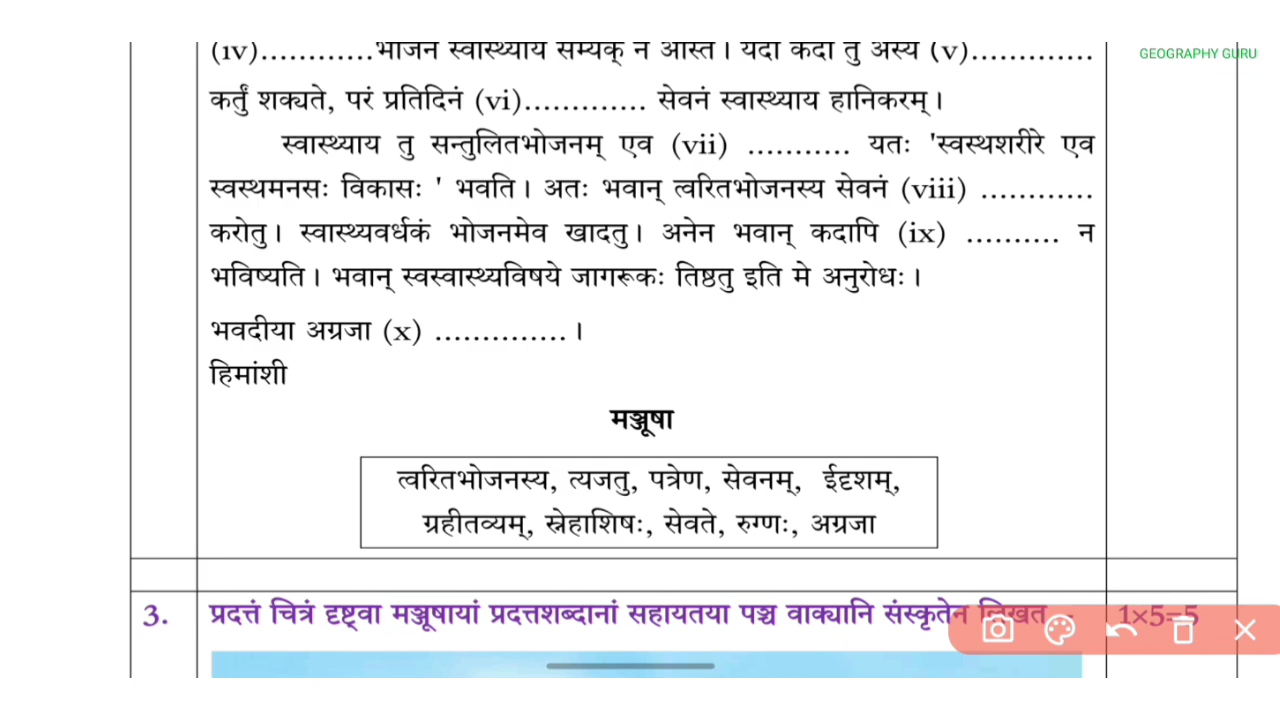 GEOGRAPHY GURU
(iv)............भोजनं स्वास्थ्याय सम्यक् न अस्ति। यदा कदा तु अस्य (v).............
कर्तुं शक्यते, परं प्रतिदिनं (vi)............. सेवनं स्वास्थ्याय हानिकरम्।
स्वास्थ्याय तु सन्तुलितभोजनम् एव (vii) ........... यतः 'स्वस्थशरीरे एव
स्वस्थमनसः विकासः ' भवति। अतः भवान् त्वरितभोजनस्य सेवनं (viii) ............
करोतु। स्वास्थ्यवर्धकं भोजनमेव खादतु। अनेन भवान् कदापि (ix) .......... न
भविष्यति। भवान् स्वस्वास्थ्यविषये जागरूकः तिष्ठतु इति मे अनुरोधः।
भवदीया अग्रजा (x) ..............।
हिमांशी
मञ्जूषा
त्वरितभोजनस्य, त्यजतु, पत्रेण, सेवनम्, ईदृशम्,
ग्रहीतव्यम्, स्नेहाशिषः, सेवते, रुग्णः, अग्रजा
3. प्रदत्तं चित्रं दृष्ट्वा मञ्जूषायां प्रदत्तशब्दानां सहायतया पञ्च वाक्यानि संस्कृतेन लिखत - 1×5=5